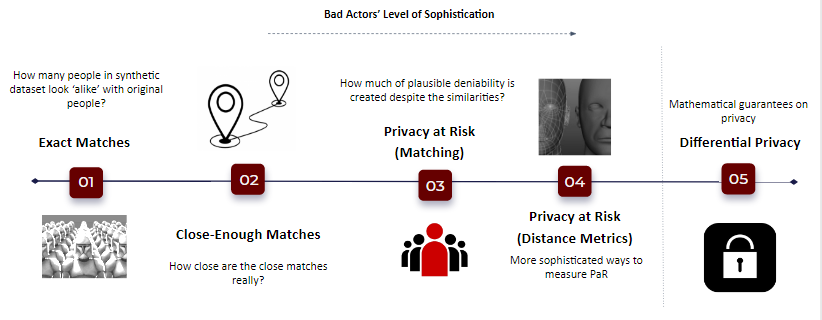 Bad Actors' Level of Sophistication
How many people in synthetic
dataset look 'alike' with original
people?
Exact Matches
01
02
Close-Enough Matches
How close are the close matches
really?
How much of plausible deniability is
created despite the similarities?
Privacy at Risk
(Matching)
03
04
Privacy at Risk
(Distance Metrics)
More sophisticated ways to
measure PaR
Mathematical guarantees on
privacy
Differential Privacy
05